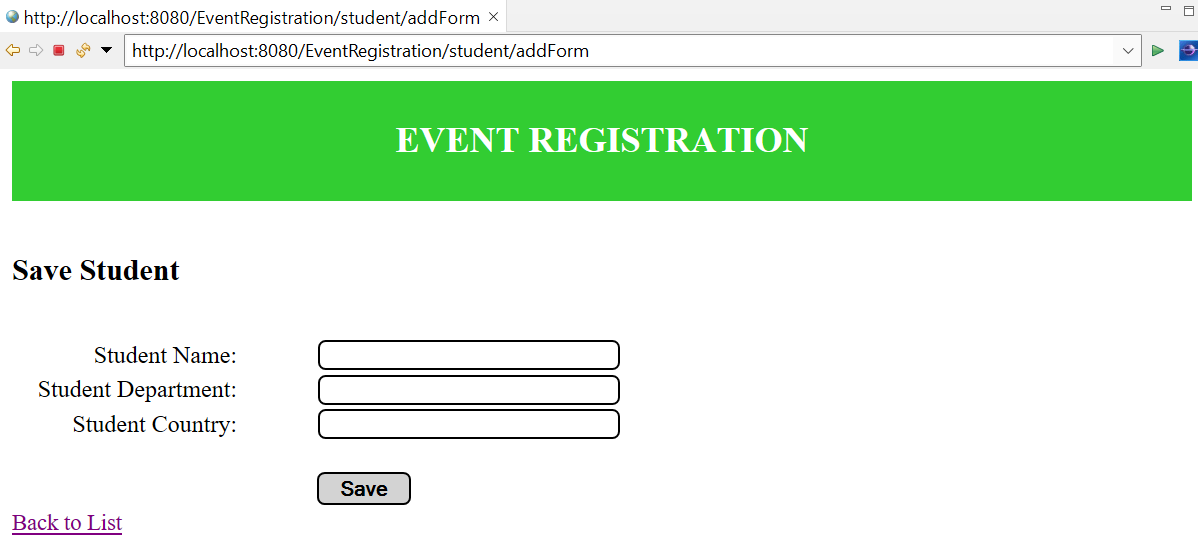 http://localhost:8080/EventRegistration/student/addForm
http://localhost:8080/EventRegistration/student/addForm
EVENT REGISTRATION
Save Student
Student Name:
Student Department:
Student Country:
Save
Back to List